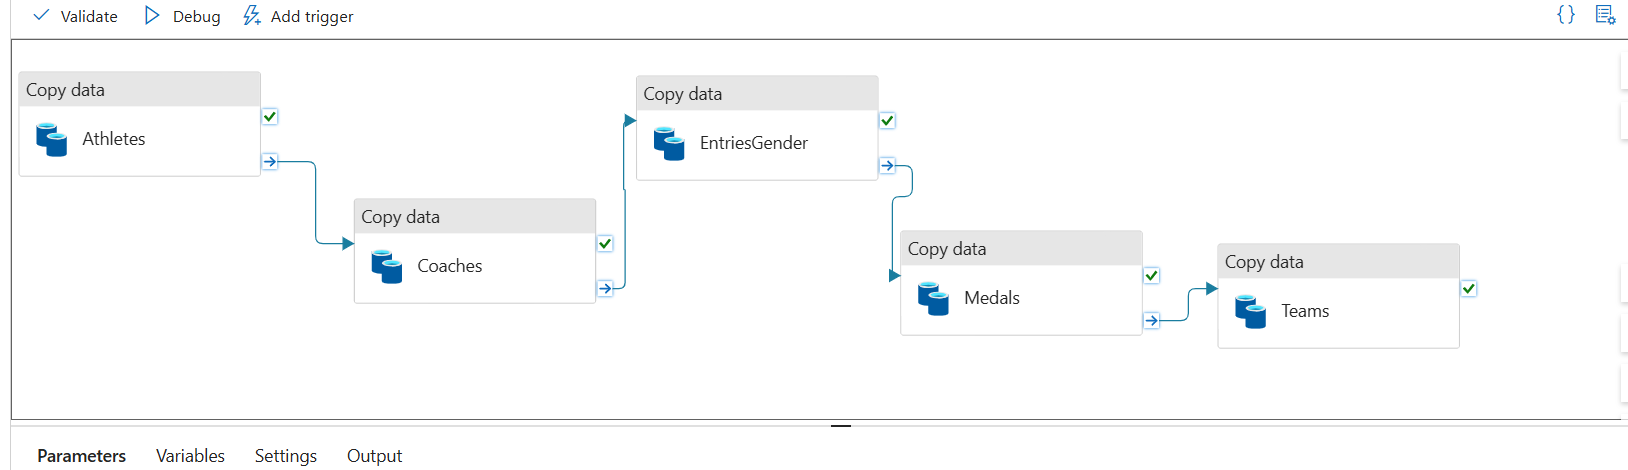 Validate Debug Add trigger
Copy data
Athletes
Copy data
Coaches
Copy data
EntriesGender
Copy data
Medals
Copy data
Teams
Parameters Variables Settings Output